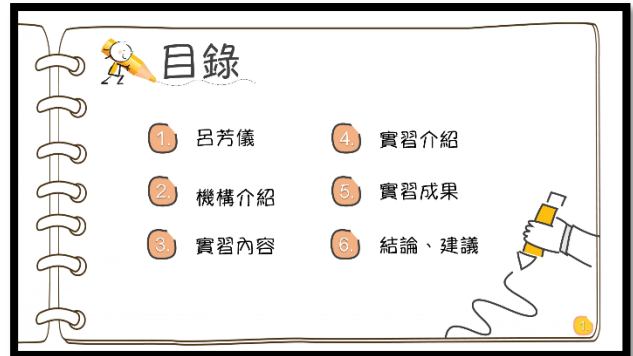 目錄
1. 呂芳儀
2. 機構介紹
3. 實習內容
4. 實習介紹
5. 實習成果
6. 結論、建議
1.